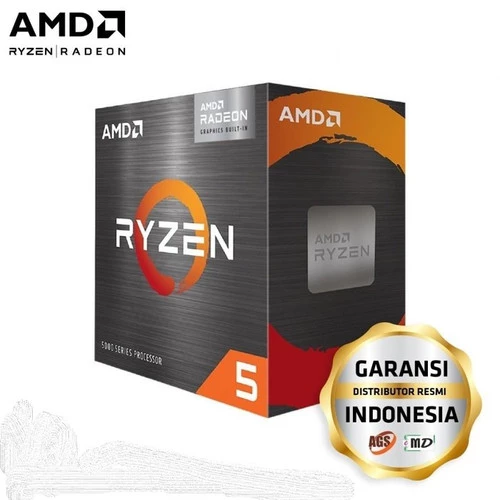 AMD
RYZEN | RADEON
AMD
AMD
RADEON
GRAPHICS BUILT-IN
RYZEN
5000 SERIES PROCESSOR
5
AMD
RYZEN
GARANSI
DISTRIBUTOR RESMI
INDONESIA
AGS
MD